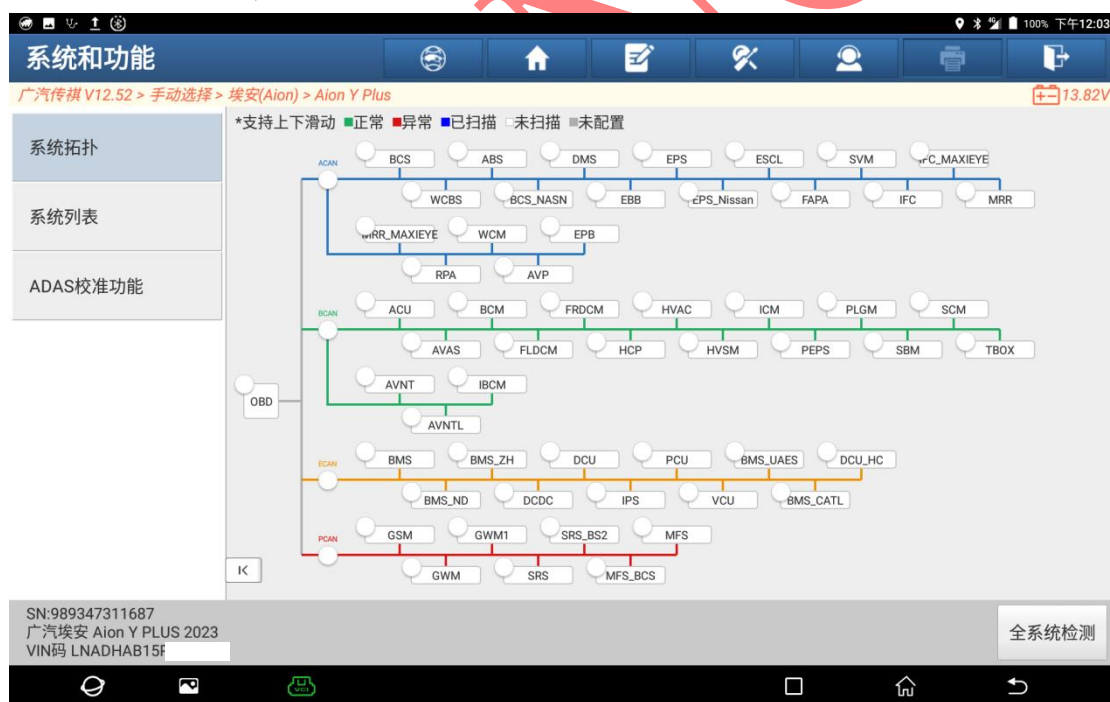 100% 下午12:03
系统和功能
广汽传祺 V12.52 > 手动选择 > 埃安(Aion) > Aion Y Plus
13.82V
系统拓扑
系统列表
ADAS校准功能
*支持上下滑动 正常 异常 已扫描 未扫描 未配置
OBD
ACAN
BCS ABS DMS EPS ESCL SVM IFC_MAXIEYE
WCBS BCS_NASN EBB EPS_Nissan FAPA IFC MRR
MRR_MAXIEYE WCM EPB
RPA AVP
BCAN
ACU BCM FRDCM HVAC ICM PLGM SCM
AVAS FLDCM HCP HVSM PEPS SBM TBOX
AVNT IBCM
AVNTL
ECAN
BMS BMS_ZH DCU PCU BMS_UAES DCU_HC
BMS_ND DCDC IPS VCU BMS_CATL
PCAN
GSM GWM1 SRS_BS2 MFS
GWM SRS MFS_BCS
SN:989347311687
广汽埃安 Aion Y PLUS 2023
VIN码 LNADHAB15
全系统检测
VCI